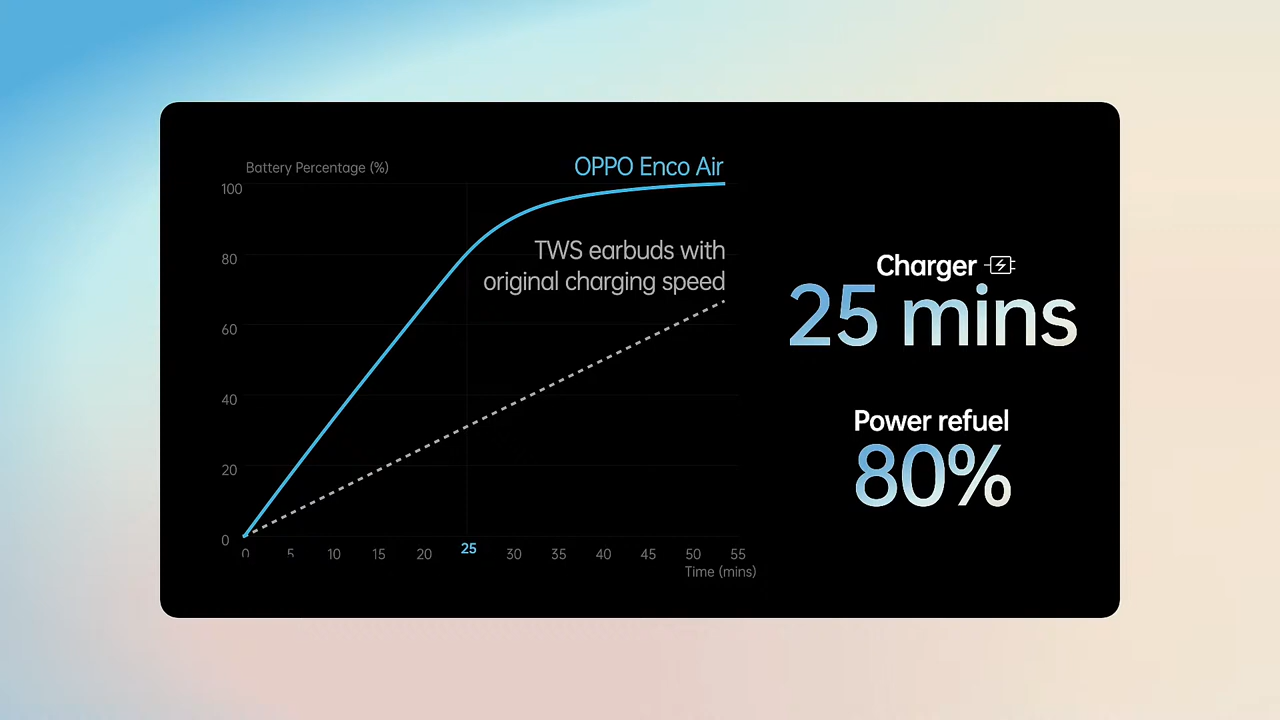 Battery Percentage (%)
OPPO Enco Air
100
TWS earbuds with
original charging speed
80
60
40
20
0
0 5 10 15 20 25 30 35 40 45 50 55
Time (mins)
Charger
25 mins
Power refuel
80%